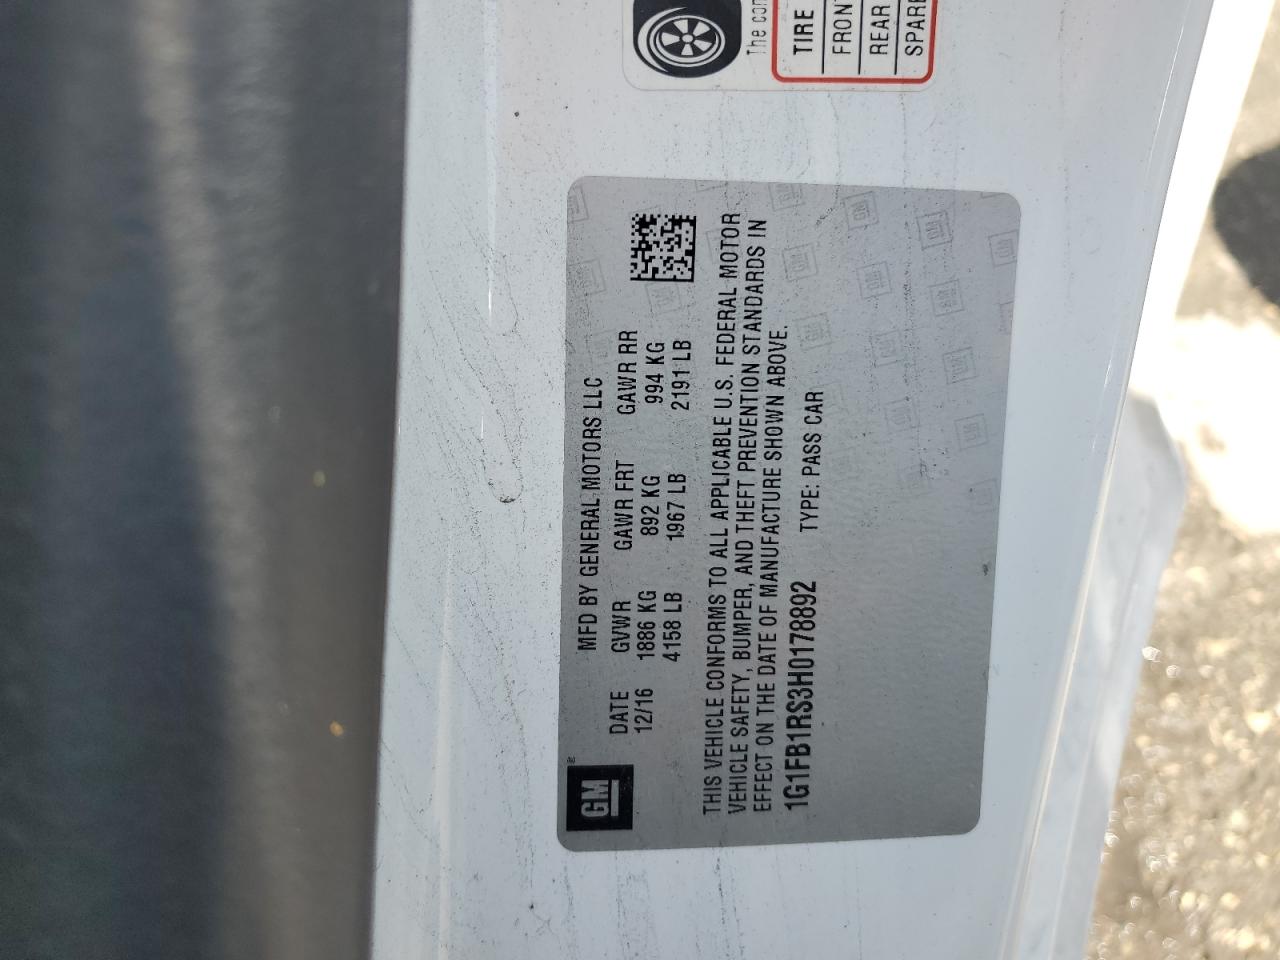 GM
MFD BY GENERAL MOTORS LLC
DATE GVWR GAWR FRT GAWR RR
12/16 1886 KG 892 KG 994 KG
4158 LB 1967 LB 2191 LB
THIS VEHICLE CONFORMS TO ALL APPLICABLE U.S. FEDERAL MOTOR
VEHICLE SAFETY, BUMPER, AND THEFT PREVENTION STANDARDS IN
EFFECT ON THE DATE OF MANUFACTURE SHOWN ABOVE.
1G1FB1RS3H0178892 TYPE: PASS CAR
The
TIRE
REAR